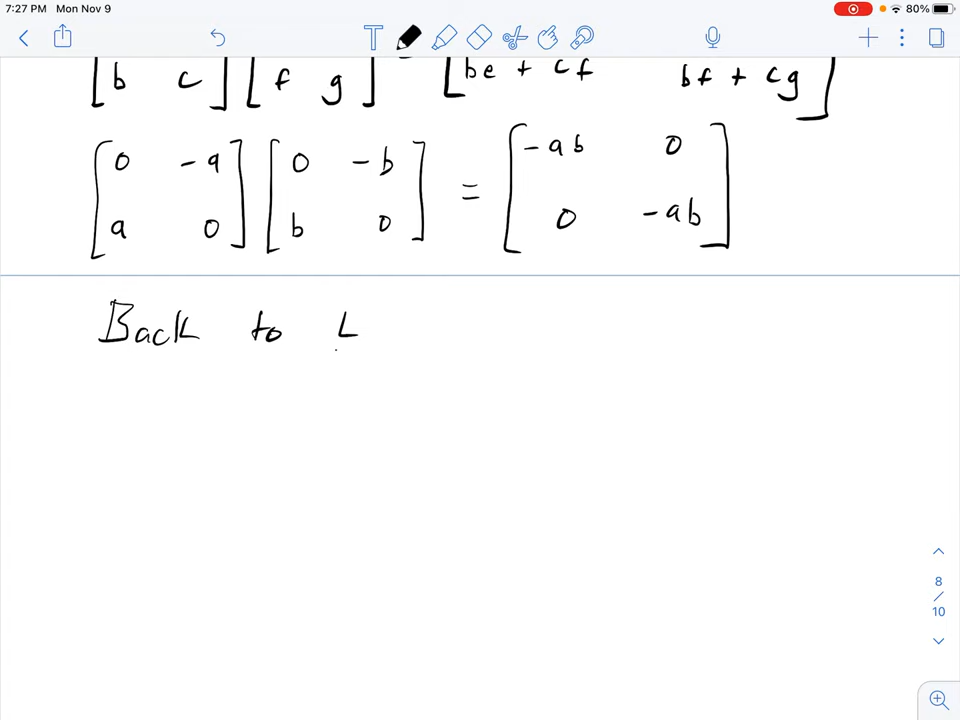 7:27 PM Mon Nov 9 80%
T
[b c] [f g] [be + cf bf + cg]
[0 -a] [0 -b] = [-ab 0]
[a 0] [b 0] [0 -ab]
Back to L
8
/
10